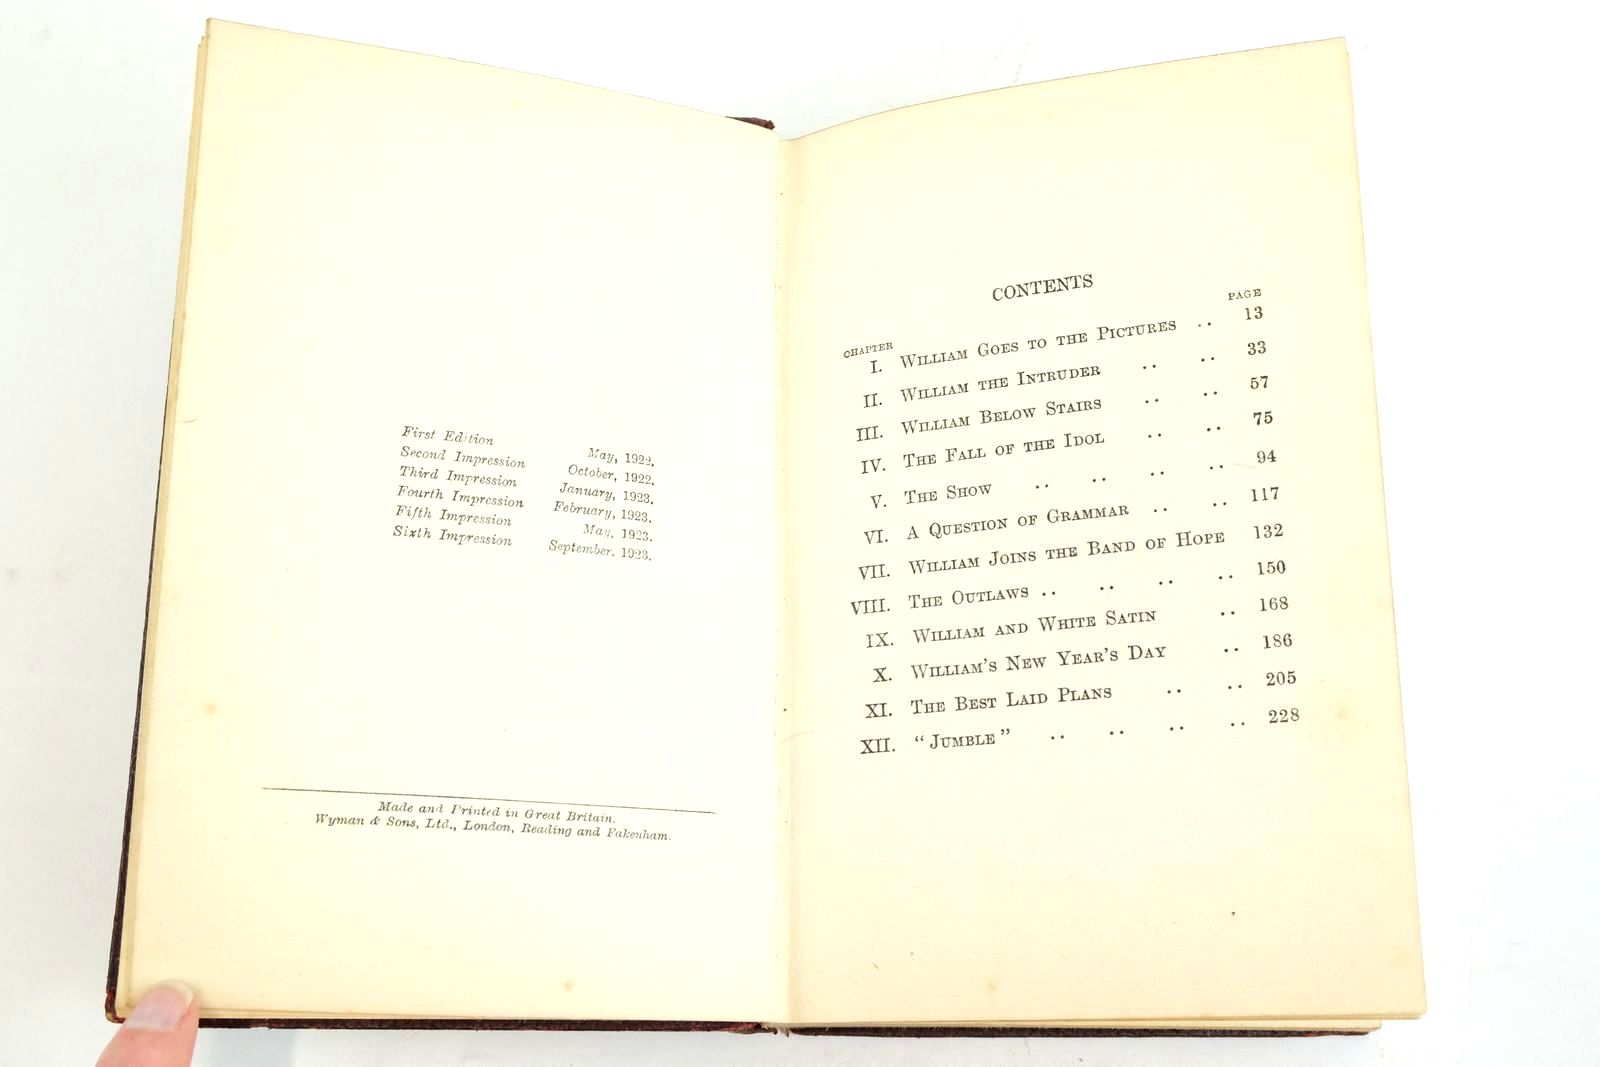 First Edition May, 1922.
Second Impression October, 1922.
Third Impression January, 1923.
Fourth Impression February, 1923.
Fifth Impression May, 1923.
Sixth Impression September. 1923.
Made and Printed in Great Britain.
Wyman & Sons, Ltd., London, Reading and Fakenham.
CONTENTS
CHAPTER PAGE
I. William Goes to the Pictures .. 13
II. William the Intruder .. .. 33
III. William Below Stairs .. .. 57
IV. The Fall of the Idol .. .. 75
V. The Show .. .. .. .. 94
VI. A Question of Grammar .. .. 117
VII. William Joins the Band of Hope 132
VIII. The Outlaws .. .. .. .. 150
IX. William and White Satin .. 168
X. William's New Year's Day .. 186
XI. The Best Laid Plans .. .. 205
XII. "Jumble" .. .. .. .. 228